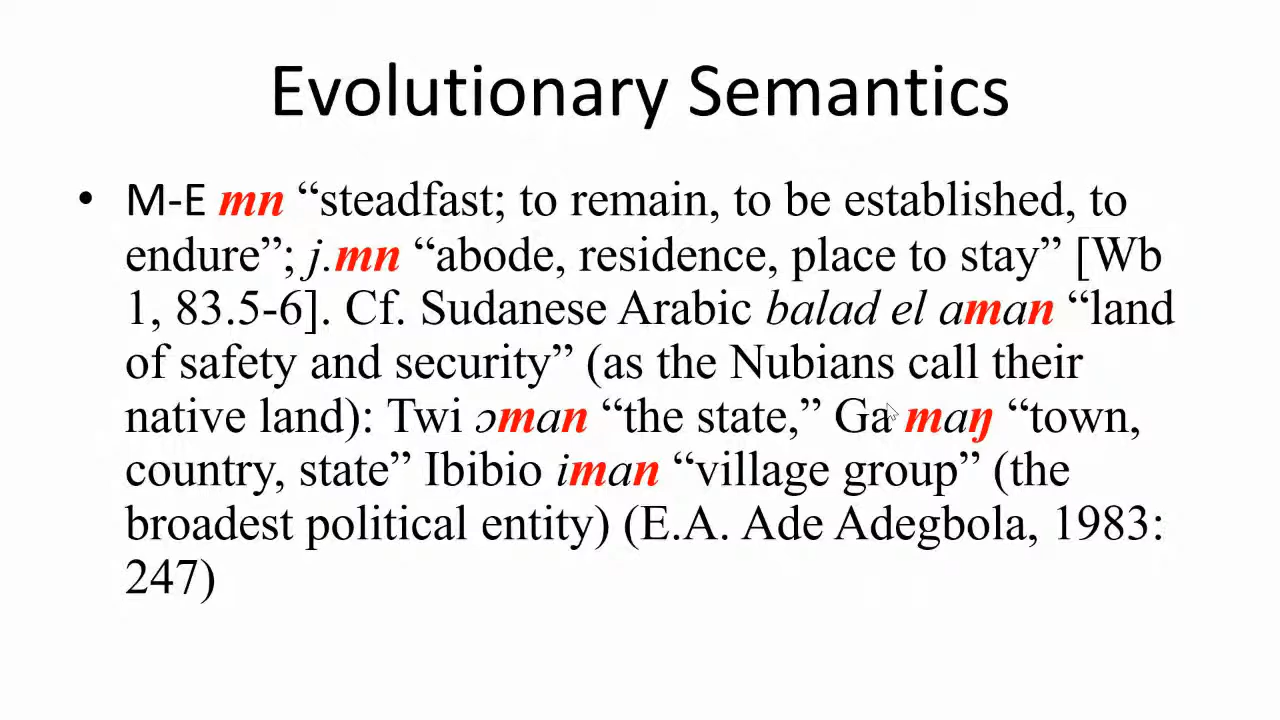 Evolutionary Semantics
• M-E mn “steadfast; to remain, to be established, to
endure”; j.mn “abode, residence, place to stay” [Wb
1, 83.5-6]. Cf. Sudanese Arabic balad el aman “land
of safety and security” (as the Nubians call their
native land): Twi ɔman “the state,” Ga maŋ “town,
country, state” Ibibio iman “village group” (the
broadest political entity) (E.A. Ade Adegbola, 1983:
247)